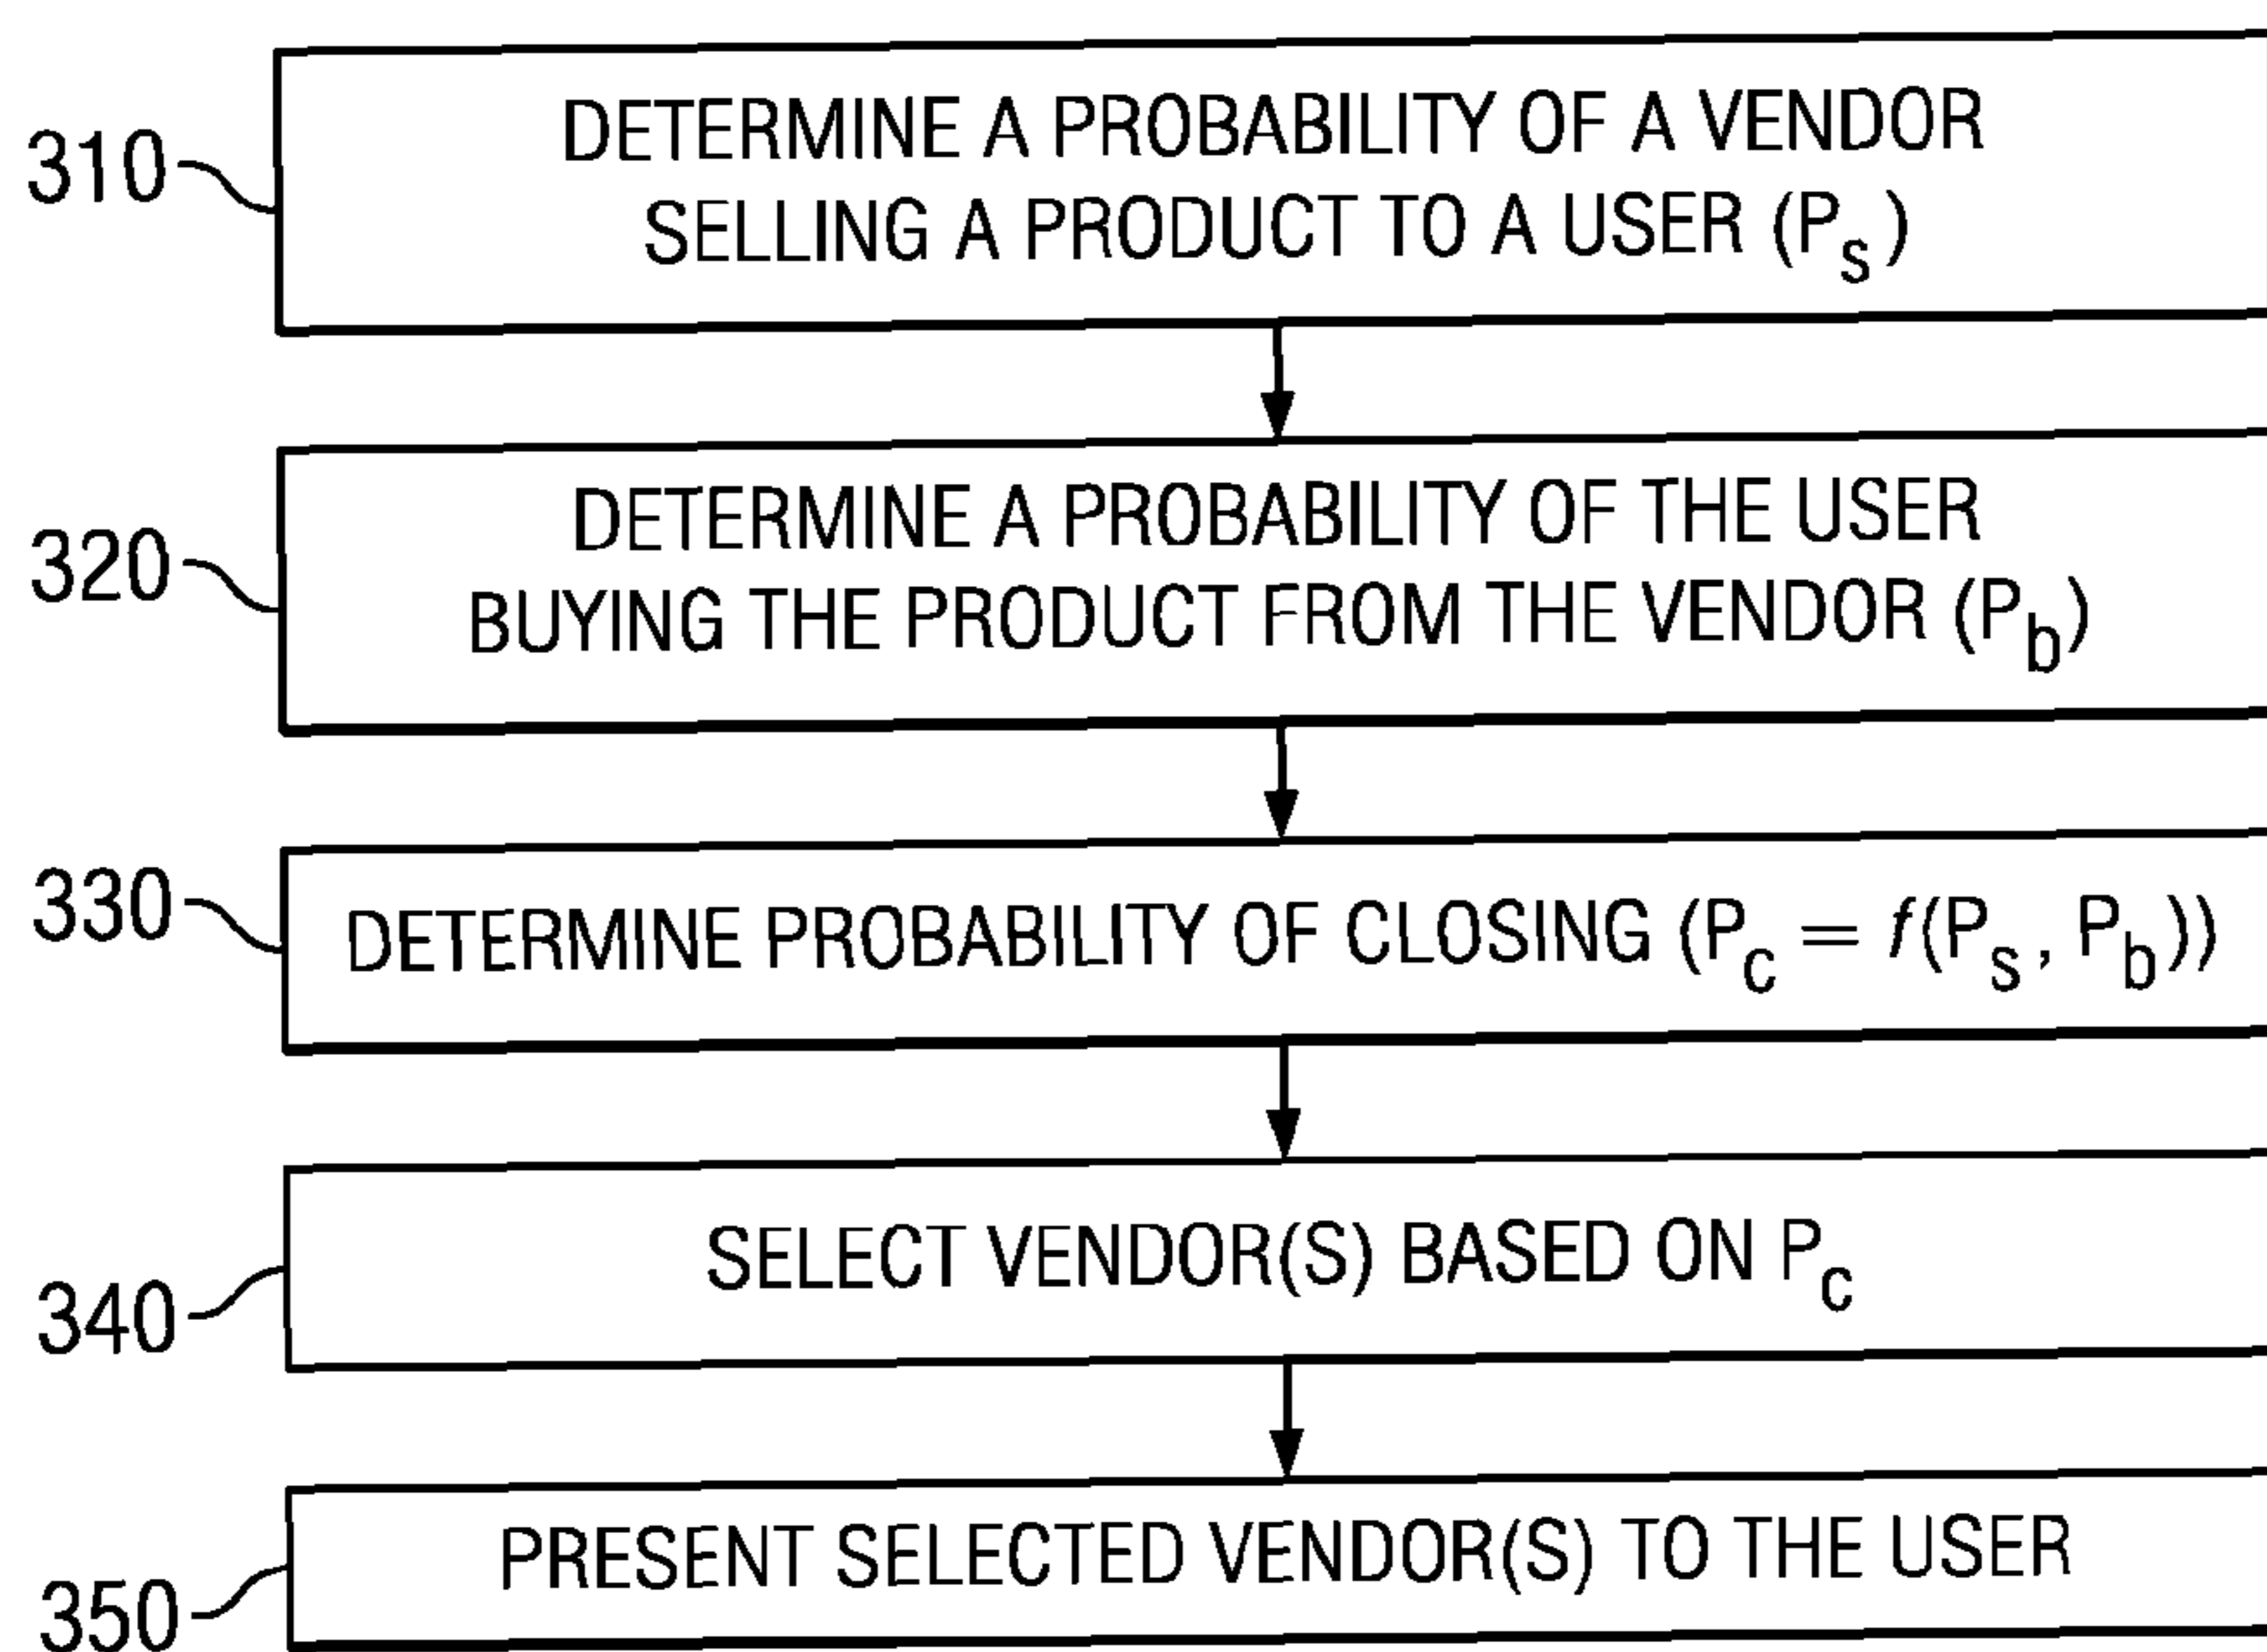 310
DETERMINE A PROBABILITY OF A VENDOR
SELLING A PRODUCT TO A USER (Ps)
320
DETERMINE A PROBABILITY OF THE USER
BUYING THE PRODUCT FROM THE VENDOR (Pb)
330
DETERMINE PROBABILITY OF CLOSING (Pc = f(Ps, Pb))
340
SELECT VENDOR(S) BASED ON Pc
350
PRESENT SELECTED VENDOR(S) TO THE USER